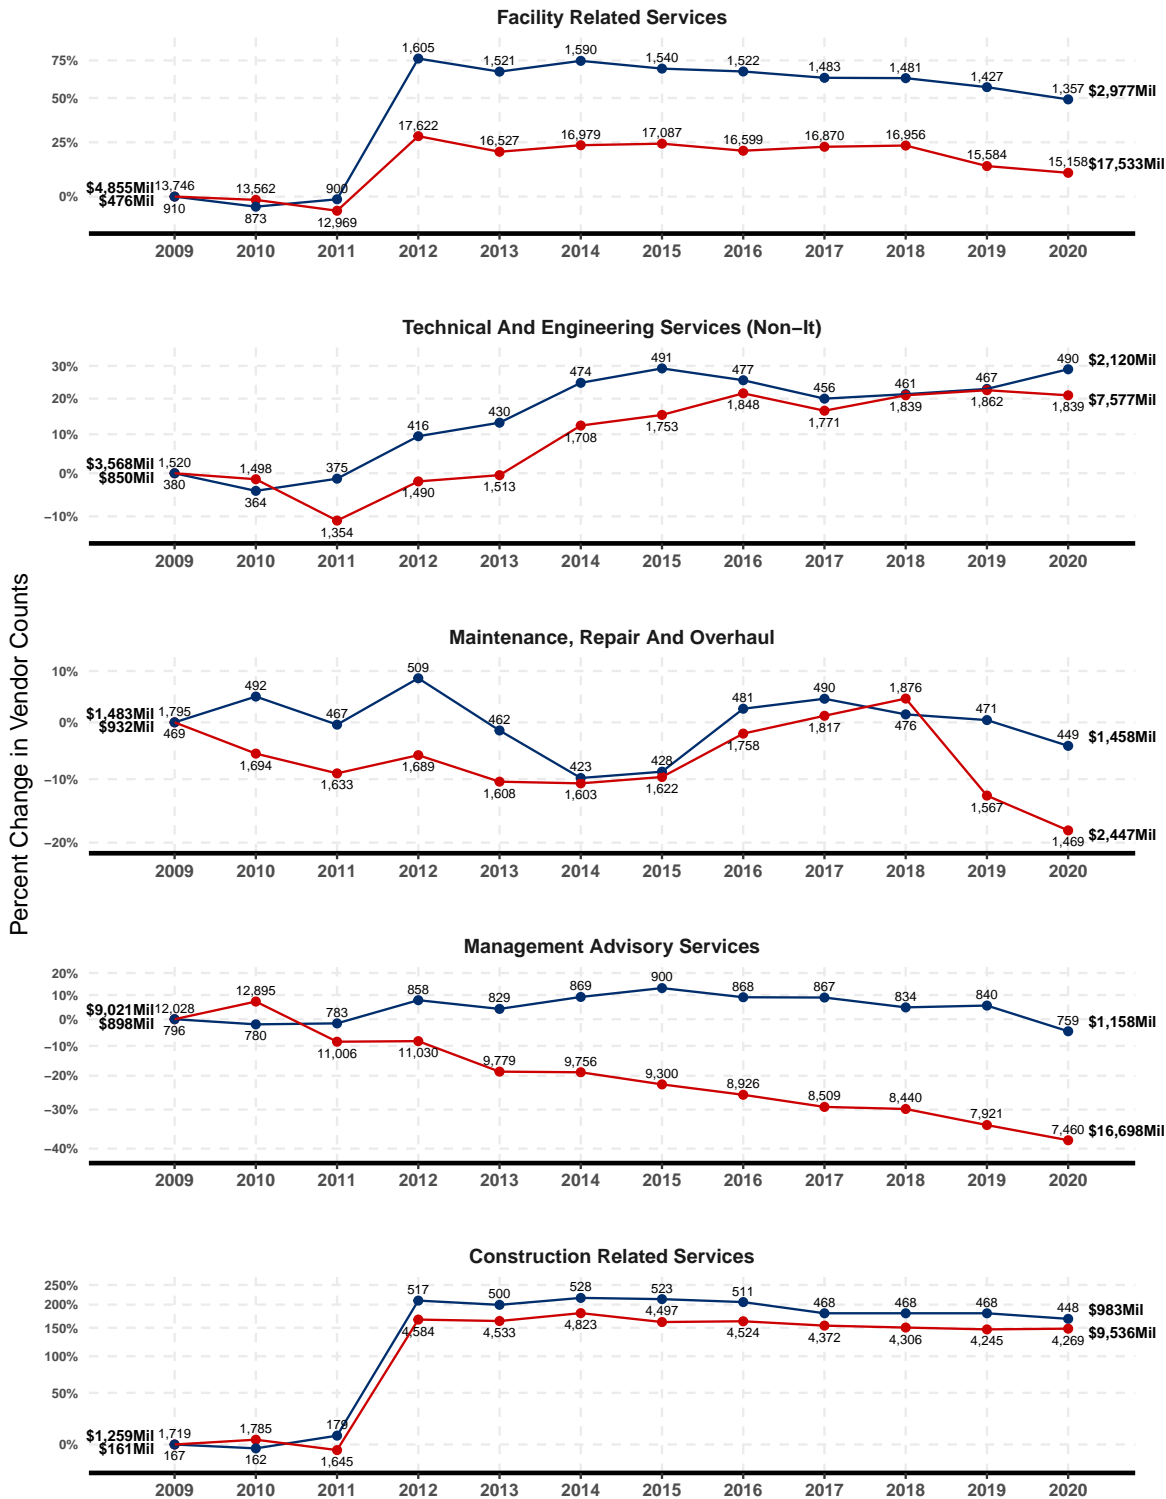 Percent Change in Vendor Counts
Facility Related Services
75%
50%
25%
0%
1,605 1,521 1,590 1,540 1,522 1,483 1,481 1,427 1,357 $2,977Mil
17,622 16,527 16,979 17,087 16,599 16,870 16,956 15,584 15,158 $17,533Mil
$4,855Mil 13,746 13,562 900
$476Mil 910 873 12,969
2009 2010 2011 2012 2013 2014 2015 2016 2017 2018 2019 2020
Technical And Engineering Services (Non−It)
30%
20%
10%
0%
−10%
416 430 474 491 477 456 461 467 490 $2,120Mil
1,490 1,513 1,708 1,753 1,848 1,771 1,839 1,862 1,839 $7,577Mil
$3,568Mil 1,520 1,498 375
$850Mil 380 364 1,354
2009 2010 2011 2012 2013 2014 2015 2016 2017 2018 2019 2020
Maintenance, Repair And Overhaul
10%
0%
−10%
−20%
$1,483Mil 1,795 492 467 509 462 423 428 481 490 1,876 471 449 $1,458Mil
$932Mil 469 1,694 1,633 1,689 1,608 1,603 1,622 1,758 1,817 476 1,567 1,469 $2,447Mil
2009 2010 2011 2012 2013 2014 2015 2016 2017 2018 2019 2020
Management Advisory Services
20%
10%
0%
−10%
−20%
−30%
−40%
$9,021Mil 12,028 12,895 783 858 829 869 900 868 867 834 840 759 $1,158Mil
$898Mil 796 780 11,006 11,030 9,779 9,756 9,300 8,926 8,509 8,440 7,921 7,460 $16,698Mil
2009 2010 2011 2012 2013 2014 2015 2016 2017 2018 2019 2020
Construction Related Services
250%
200%
150%
100%
50%
0%
517 500 528 523 511 468 468 468 448 $983Mil
4,584 4,533 4,823 4,497 4,524 4,372 4,306 4,245 4,269 $9,536Mil
$1,259Mil 1,719 1,785 179
$161Mil 167 162 1,645
2009 2010 2011 2012 2013 2014 2015 2016 2017 2018 2019 2020